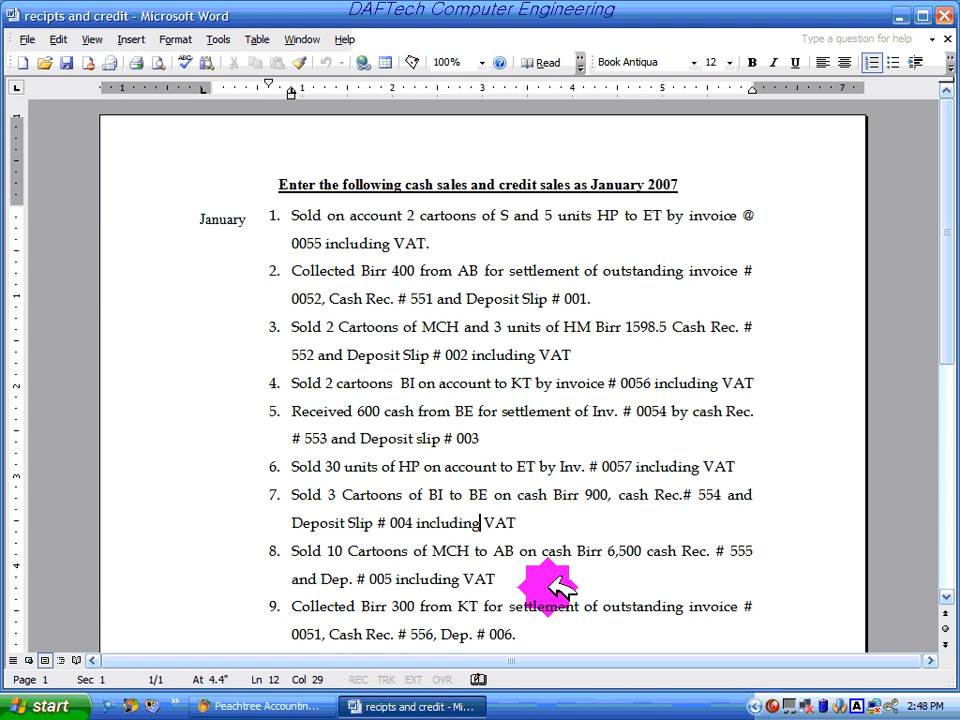 DAFTech Computer Engineering
recipts and credit - Microsoft Word
File Edit View Insert Format Tools Table Window Help Type a question for help
100% Read Book Antiqua 12 B I U
1 1 2 3 4 5 7
Enter the following cash sales and credit sales as January 2007
January 1. Sold on account 2 cartoons of S and 5 units HP to ET by invoice @
0055 including VAT.
2. Collected Birr 400 from AB for settlement of outstanding invoice #
0052, Cash Rec. # 551 and Deposit Slip # 001.
3. Sold 2 Cartoons of MCH and 3 units of HM Birr 1598.5 Cash Rec. #
552 and Deposit Slip # 002 including VAT
4. Sold 2 cartoons BI on account to KT by invoice # 0056 including VAT
5. Received 600 cash from BE for settlement of Inv. # 0054 by cash Rec.
# 553 and Deposit slip # 003
6. Sold 30 units of HP on account to ET by Inv. # 0057 including VAT
7. Sold 3 Cartoons of BI to BE on cash Birr 900, cash Rec.# 554 and
Deposit Slip # 004 including VAT
8. Sold 10 Cartoons of MCH to AB on cash Birr 6,500 cash Rec. # 555
and Dep. # 005 including VAT
9. Collected Birr 300 from KT for settlement of outstanding invoice #
0051, Cash Rec. # 556, Dep. # 006.
Page 1 Sec 1 1/1 At 4.4" Ln 12 Col 29 REC TRK EXT OVR
start Peachtree Accountin... recipts and credit - Mi... A 2:48 PM